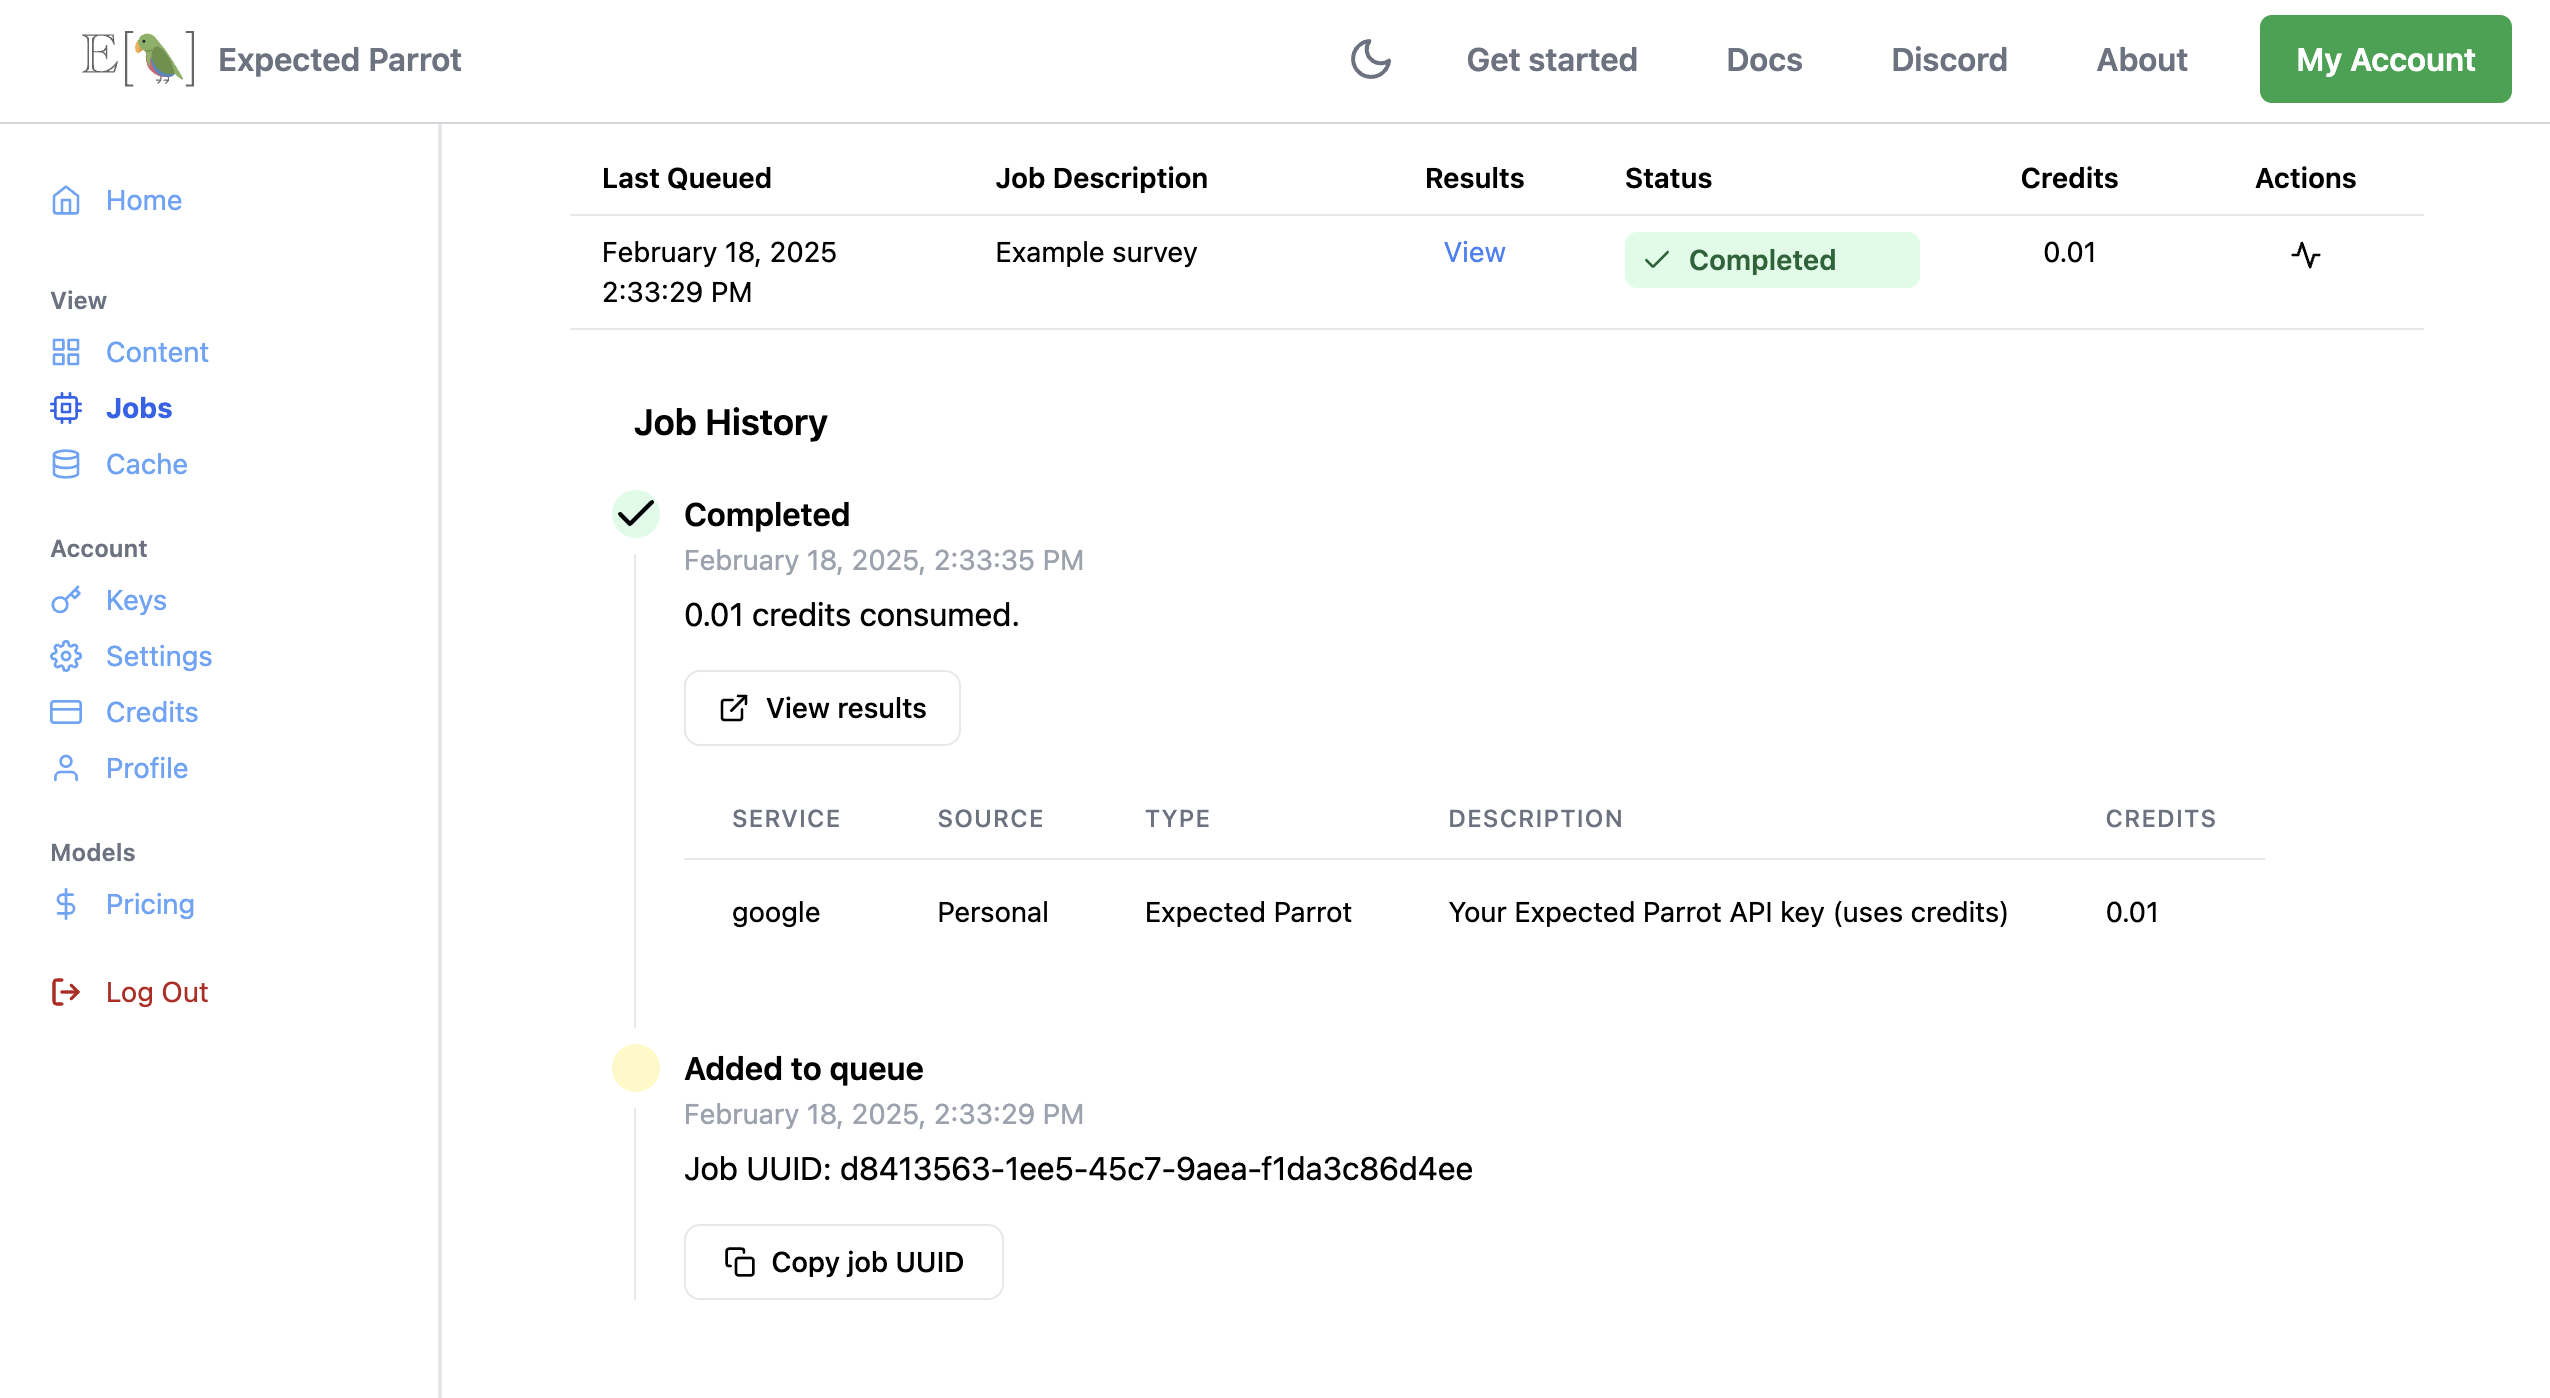 E[ ] Expected Parrot
Get started
Docs
Discord
About
My Account
Home
View
Content
Jobs
Cache
Account
Keys
Settings
Credits
Profile
Models
Pricing
Log Out
Last Queued Job Description Results Status Credits Actions
February 18, 2025 Example survey View Completed 0.01
2:33:29 PM
Job History
Completed
February 18, 2025, 2:33:35 PM
0.01 credits consumed.
View results
SERVICE SOURCE TYPE DESCRIPTION CREDITS
google Personal Expected Parrot Your Expected Parrot API key (uses credits) 0.01
Added to queue
February 18, 2025, 2:33:29 PM
Job UUID: d8413563-1ee5-45c7-9aea-f1da3c86d4ee
Copy job UUID